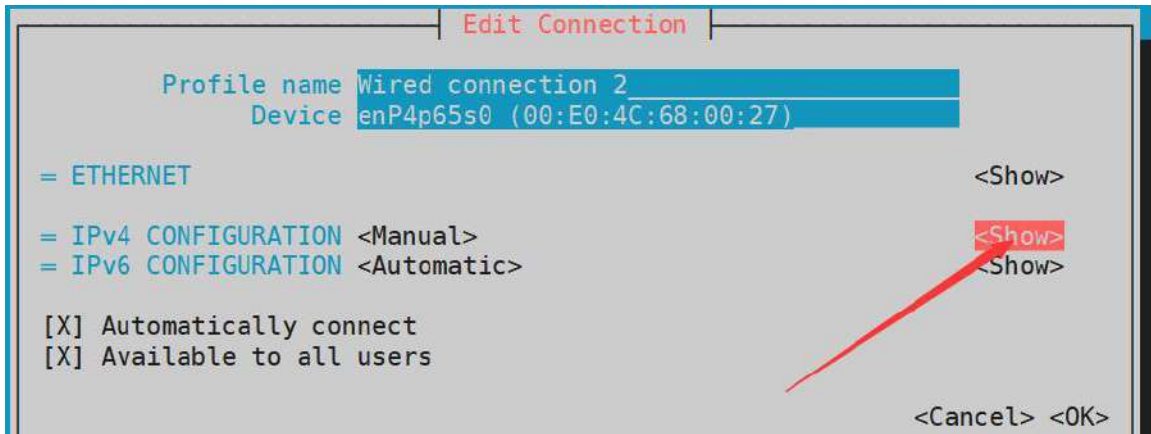 Edit Connection
Profile name Wired connection 2
Device enP4p65s0 (00:E0:4C:68:00:27)
= ETHERNET <Show>
= IPv4 CONFIGURATION <Manual> <Show>
= IPv6 CONFIGURATION <Automatic> <Show>
[X] Automatically connect
[X] Available to all users
<Cancel> <OK>